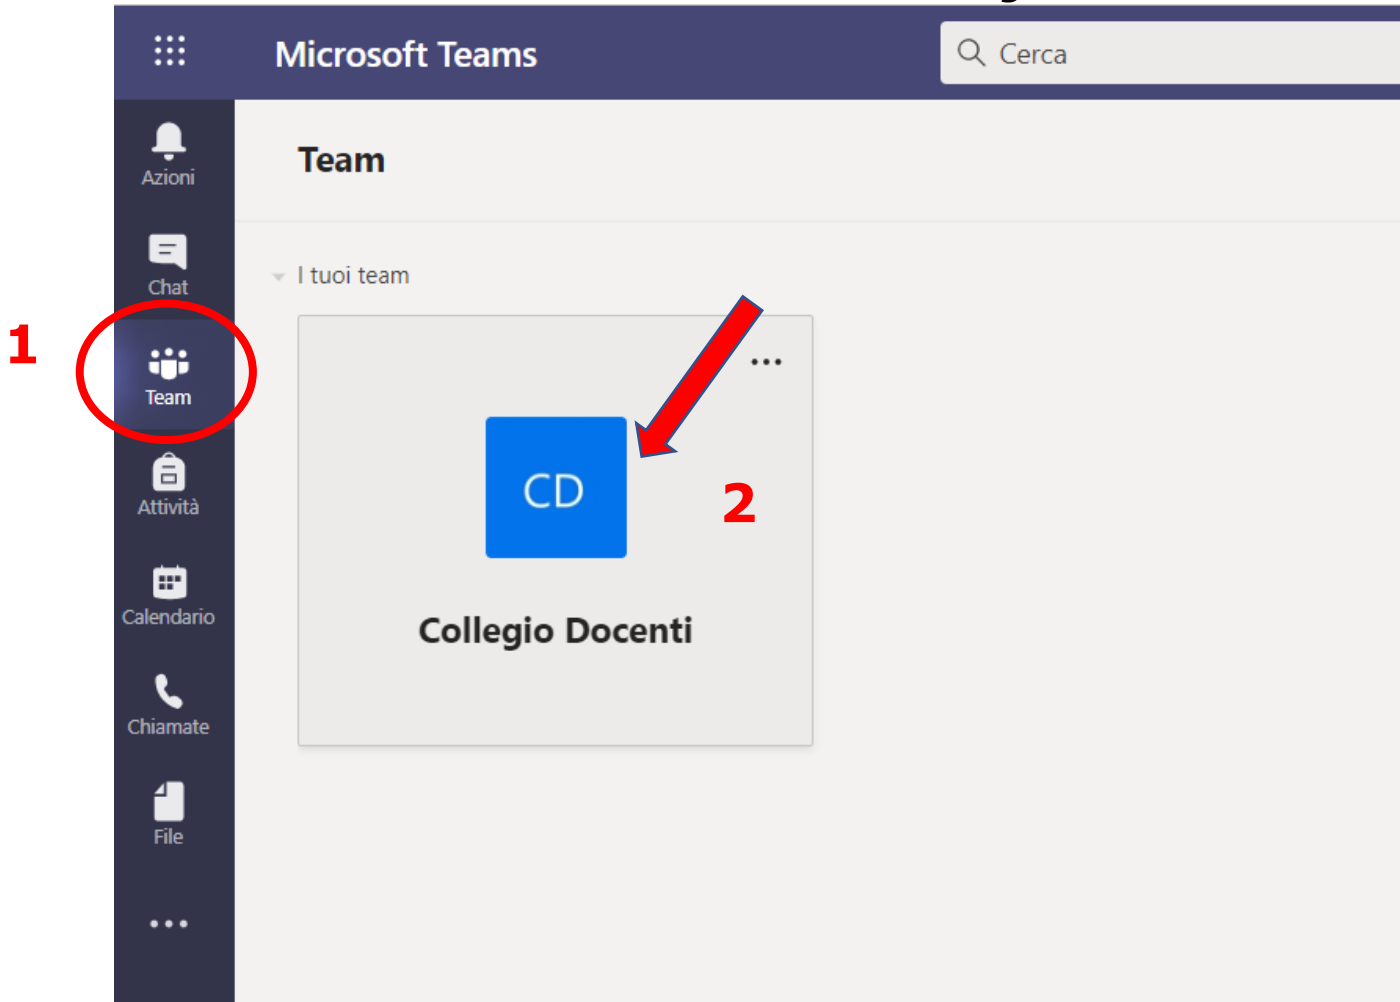 Microsoft Teams
Cerca
Azioni
Team
Chat
I tuoi team
1
Team
CD
2
Attività
Calendario
Collegio Docenti
Chiamate
File